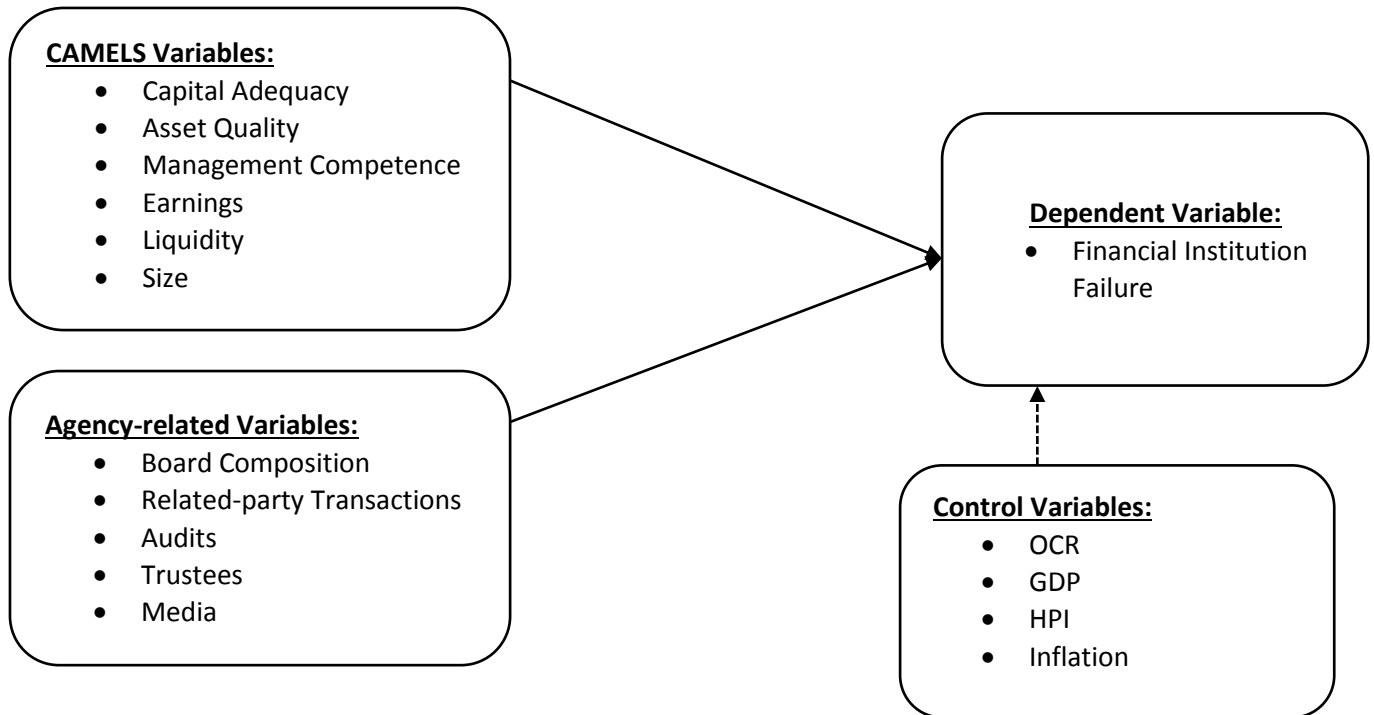 CAMELS Variables:
• Capital Adequacy
• Asset Quality
• Management Competence
• Earnings
• Liquidity
• Size
Agency-related Variables:
• Board Composition
• Related-party Transactions
• Audits
• Trustees
• Media
Dependent Variable:
• Financial Institution
Failure
Control Variables:
• OCR
• GDP
• HPI
• Inflation